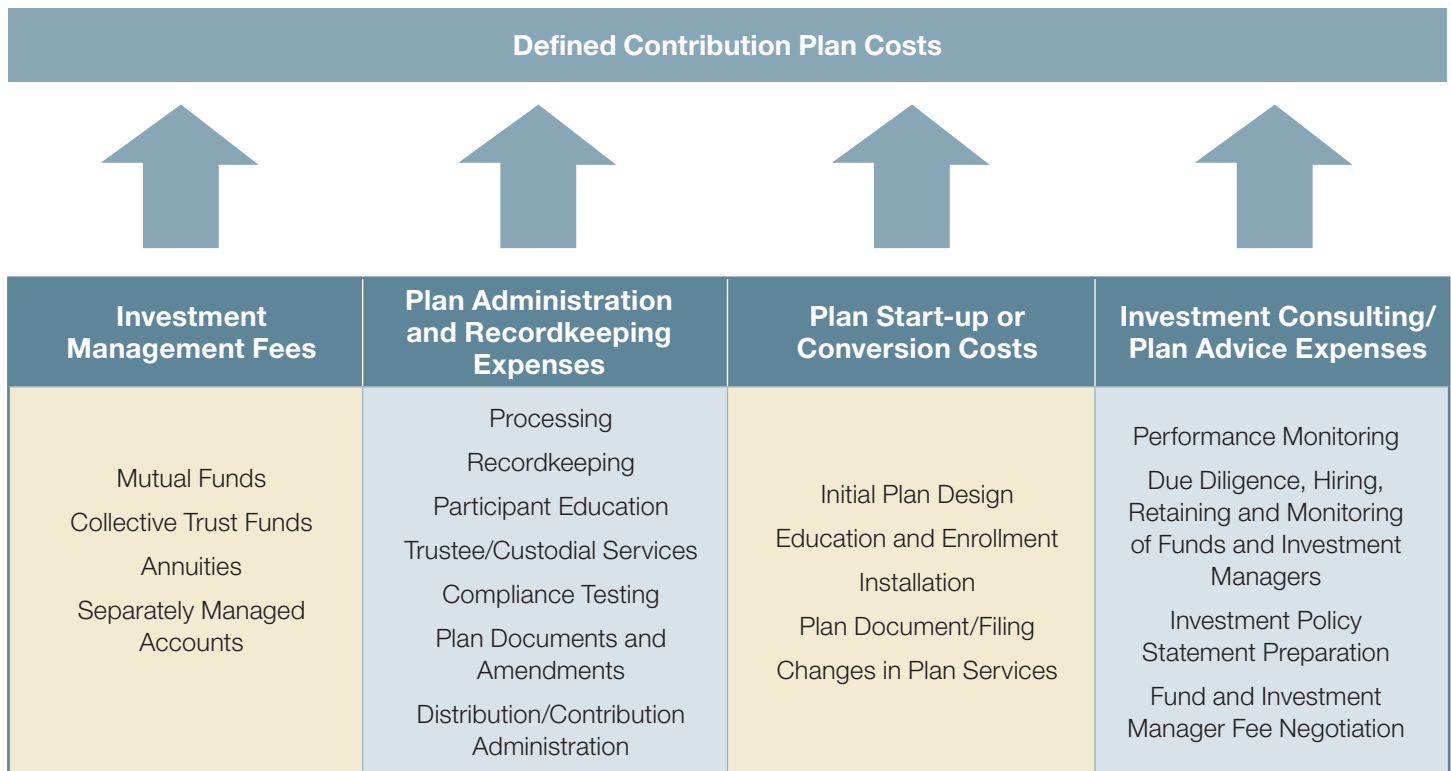 Defined Contribution Plan Costs
Investment
Management Fees
Mutual Funds
Collective Trust Funds
Annuities
Separately Managed
Accounts
Plan Administration
and Recordkeeping
Expenses
Processing
Recordkeeping
Participant Education
Trustee/Custodial Services
Compliance Testing
Plan Documents and
Amendments
Distribution/Contribution
Administration
Plan Start-up or
Conversion Costs
Initial Plan Design
Education and Enrollment
Installation
Plan Document/Filing
Changes in Plan Services
Investment Consulting/
Plan Advice Expenses
Performance Monitoring
Due Diligence, Hiring,
Retaining and Monitoring
of Funds and Investment
Managers
Investment Policy
Statement Preparation
Fund and Investment
Manager Fee Negotiation